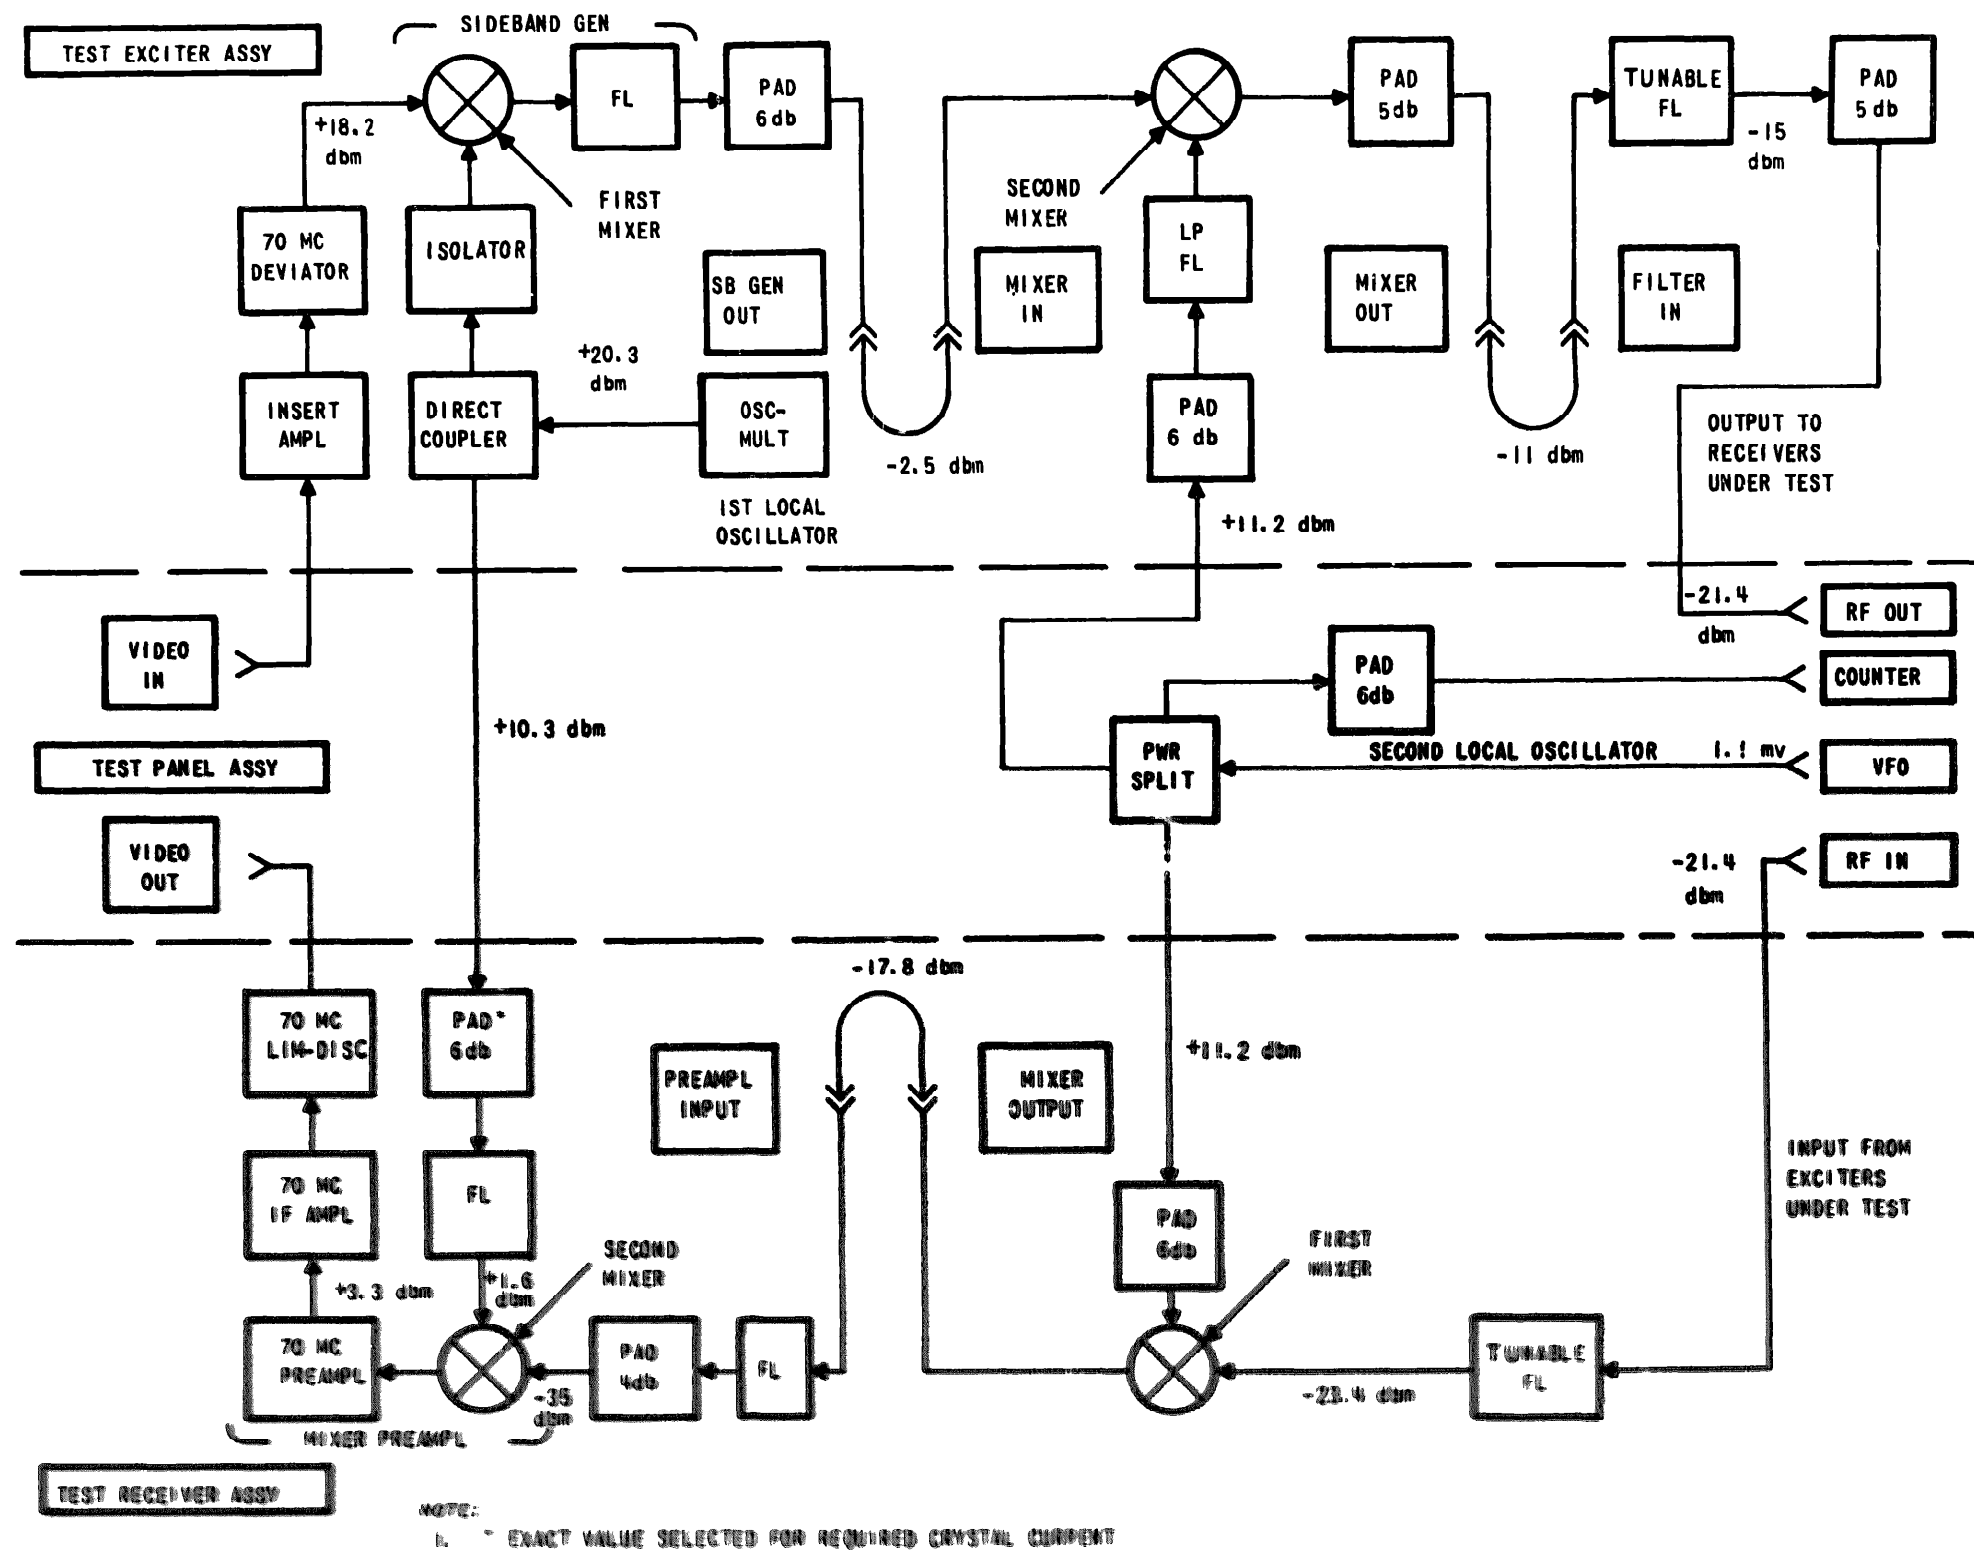 SIDEBAND GEN
TEST EXCITER ASSY
FL
PAD
6db
PAD
5db
TUNABLE
FL
PAD
5db
+18.2
dbm
-15
dbm
FIRST
MIXER
SECOND
MIXER
70 MC
DEVIATOR
ISOLATOR
LP
FL
SB GEN
OUT
MIXER
IN
MIXER
OUT
FILTER
IN
+20.3
dbm
INSERT
AMPL
DIRECT
COUPLER
OSC-
MULT
PAD
6 db
-2.5 dbm
-11 dbm
OUTPUT TO
RECEIVERS
UNDER TEST
1ST LOCAL
OSCILLATOR
+11.2 dbm
-21.4
dbm
RF OUT
VIDEO
IN
PAD
6db
COUNTER
+10.3 dbm
TEST PANEL ASSY
PWR
SPLIT
SECOND LOCAL OSCILLATOR 1.1 mv
VFO
VIDEO
OUT
-21.4
dbm
RF IN
-17.8 dbm
70 MC
LIM-DISC
PAD*
6db
PREAMPL
INPUT
MIXER
OUTPUT
+11.2 dbm
INPUT FROM
EXCITERS
UNDER TEST
70 MC
IF AMPL
FL
PAD
6db
FIRST
MIXER
SECOND
MIXER
+3.3 dbm
+1.6
dbm
70 MC
PREAMPL
PAD
4db
FL
TUNABLE
FL
-35
dbm
dbm
MIXER PREAMPL
TEST RECEIVER ASSY
NOTE:
1. * EXACT VALUE SELECTED FOR REQUIRED CRYSTAL CURRENT